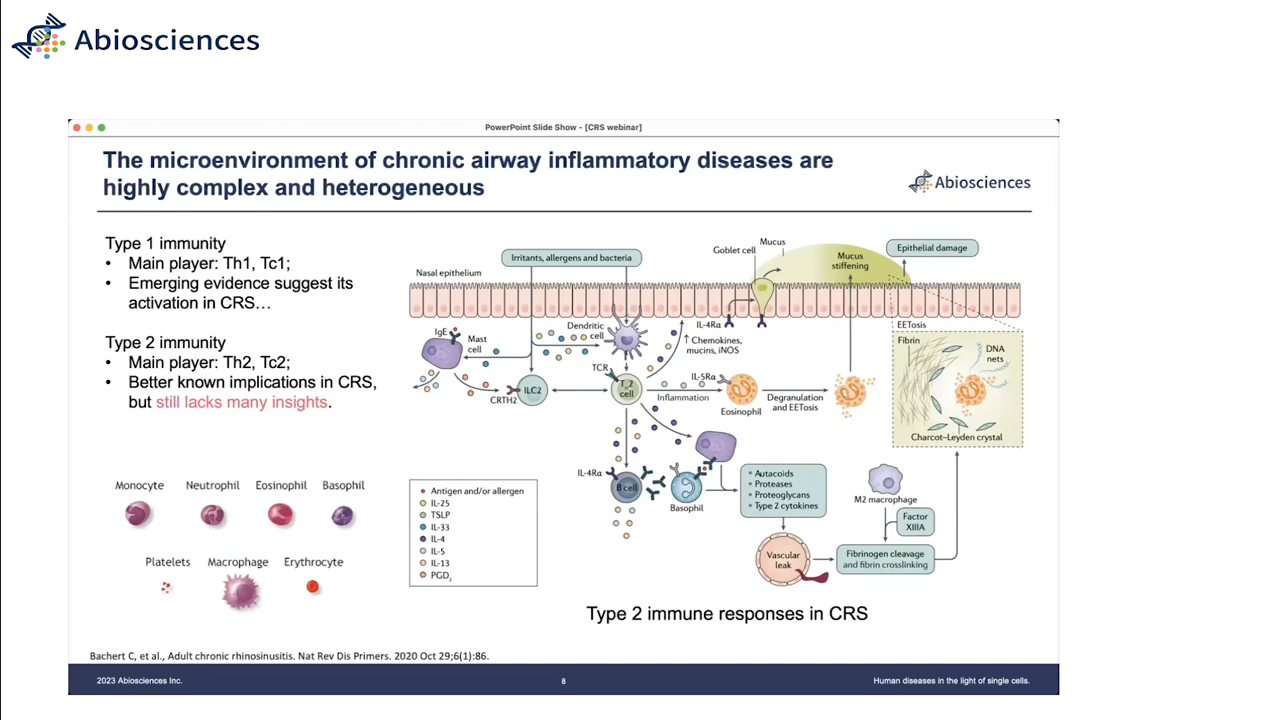 Abiosciences
PowerPoint Slide Show - [CRS webinar]
The microenvironment of chronic airway inflammatory diseases are
highly complex and heterogeneous
Abiosciences
Type 1 immunity
• Main player: Th1, Tc1;
• Emerging evidence suggest its
activation in CRS…
Type 2 immunity
• Main player: Th2, Tc2;
• Better known implications in CRS,
but still lacks many insights.
Monocyte
Neutrophil
Eosinophil
Basophil
Platelets
Macrophage
Erythrocyte
Irritants, allergens and bacteria
Nasal epithelium
Goblet cell
Mucus
Mucus
stiffening
Epithelial damage
IgE
Mast
cell
Dendritic
cell
IL-4Rα
↑ Chemokines,
mucins, iNOS
EETosis
Fibrin
DNA
nets
Charcot–Leyden crystal
TCR
CRTH2
ILC2
TH2
cell
IL-5Rα
Inflammation
Eosinophil
Degranulation
and EETosis
IL-4Rα
B cell
Basophil
• Autacoids
• Proteases
• Proteoglycans
• Type 2 cytokines
M2 macrophage
Factor
XIIIA
Vascular
leak
Fibrinogen cleavage
and fibrin crosslinking
Antigen and/or allergen
IL-25
TSLP
IL-33
IL-4
IL-5
IL-13
PGD2
Type 2 immune responses in CRS
Bachert C, et al., Adult chronic rhinosinusitis. Nat Rev Dis Primers. 2020 Oct 29;6(1):86.
2023 Abiosciences Inc.
8
Human diseases in the light of single cells.